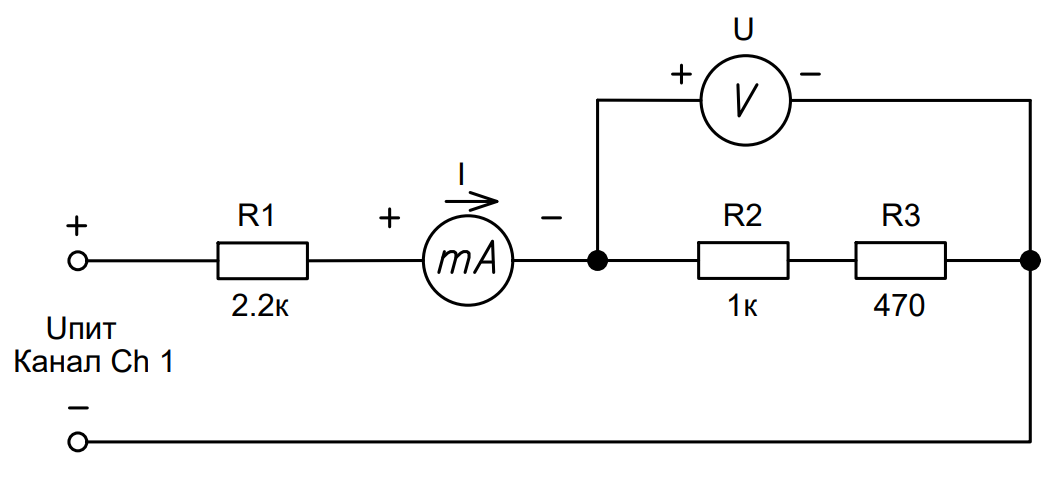 U
+ V −
I
+ R1 + − R2 R3
mA
2.2к 1к 470
Uпит
Канал Ch 1
−